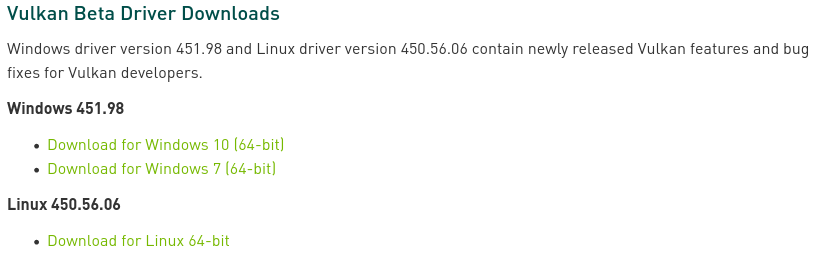 Vulkan Beta Driver Downloads
Windows driver version 451.98 and Linux driver version 450.56.06 contain newly released Vulkan features and bug
fixes for Vulkan developers.
Windows 451.98
• Download for Windows 10 (64-bit)
• Download for Windows 7 (64-bit)
Linux 450.56.06
• Download for Linux 64-bit